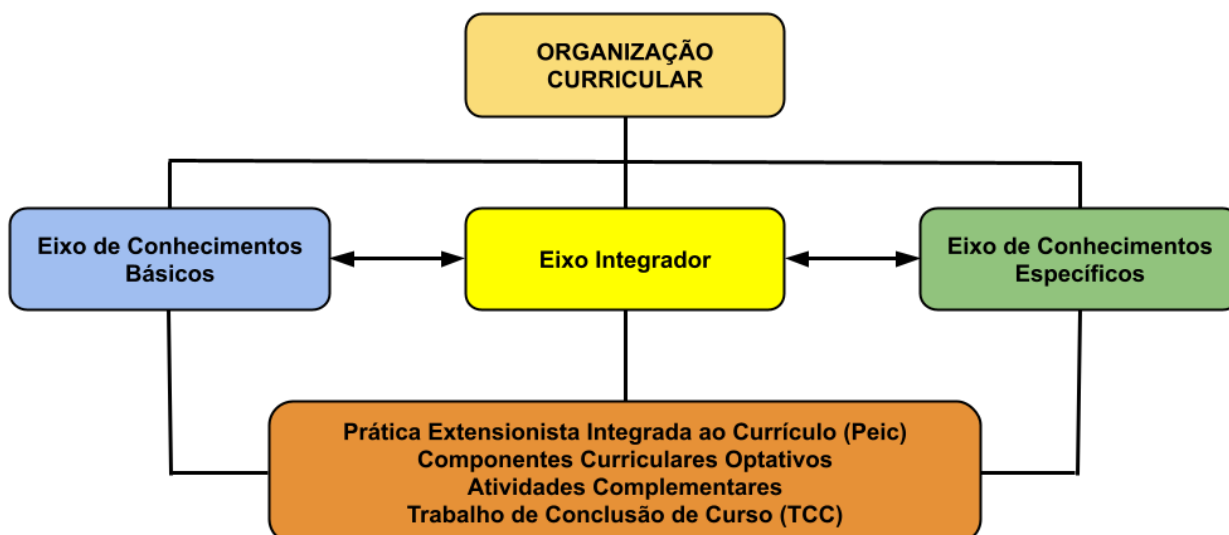 ORGANIZAÇÃO
CURRICULAR
Eixo de Conhecimentos
Básicos
Eixo Integrador
Eixo de Conhecimentos
Específicos
Prática Extensionista Integrada ao Currículo (Peic)
Componentes Curriculares Optativos
Atividades Complementares
Trabalho de Conclusão de Curso (TCC)